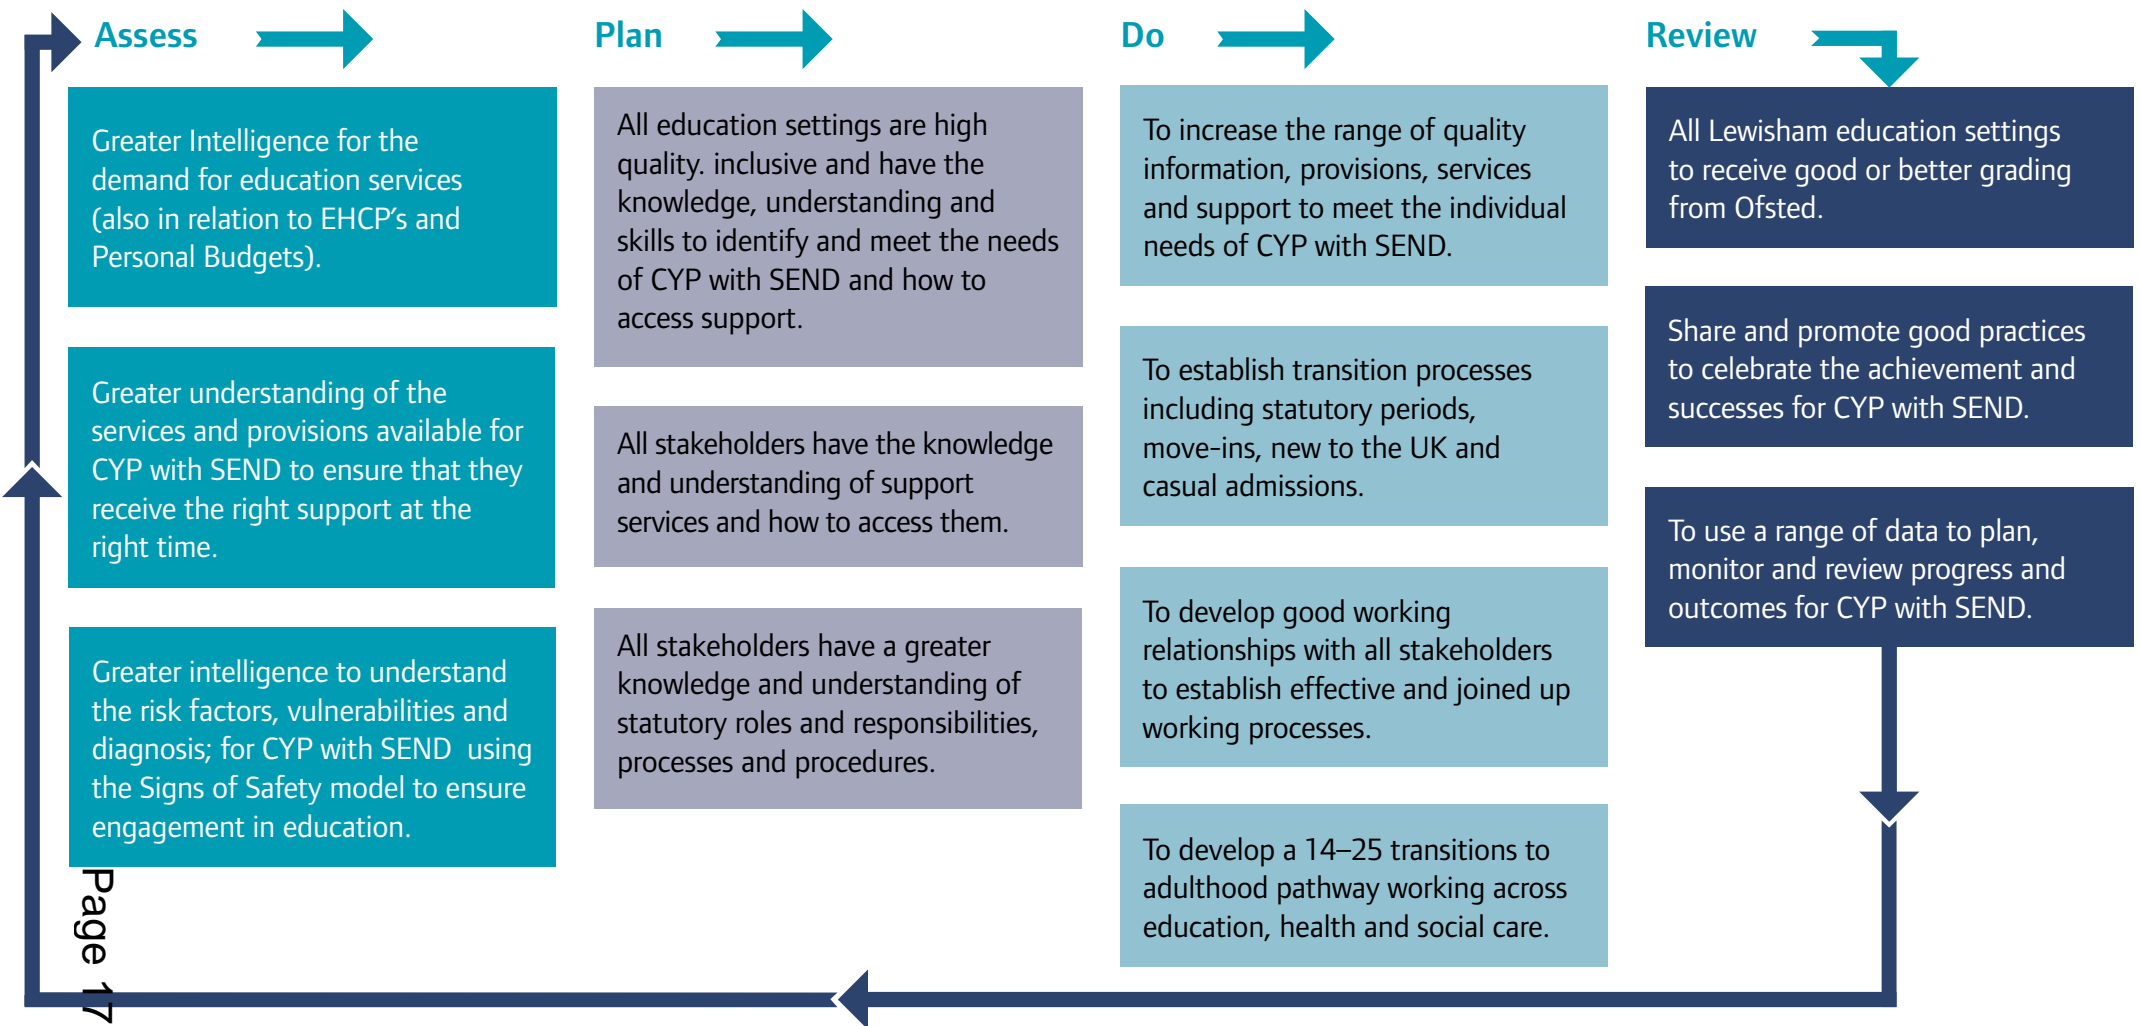 Assess
Greater Intelligence for the
demand for education services
(also in relation to EHCP’s and
Personal Budgets).
Greater understanding of the
services and provisions available for
CYP with SEND to ensure that they
receive the right support at the
right time.
Greater intelligence to understand
the risk factors, vulnerabilities and
diagnosis; for CYP with SEND using
the Signs of Safety model to ensure
engagement in education.
Plan
All education settings are high
quality. inclusive and have the
knowledge, understanding and
skills to identify and meet the needs
of CYP with SEND and how to
access support.
All stakeholders have the knowledge
and understanding of support
services and how to access them.
All stakeholders have a greater
knowledge and understanding of
statutory roles and responsibilities,
processes and procedures.
Do
To increase the range of quality
information, provisions, services
and support to meet the individual
needs of CYP with SEND.
To establish transition processes
including statutory periods,
move-ins, new to the UK and
casual admissions.
To develop good working
relationships with all stakeholders
to establish effective and joined up
working processes.
To develop a 14–25 transitions to
adulthood pathway working across
education, health and social care.
Review
All Lewisham education settings
to receive good or better grading
from Ofsted.
Share and promote good practices
to celebrate the achievement and
successes for CYP with SEND.
To use a range of data to plan,
monitor and review progress and
outcomes for CYP with SEND.
Page 17